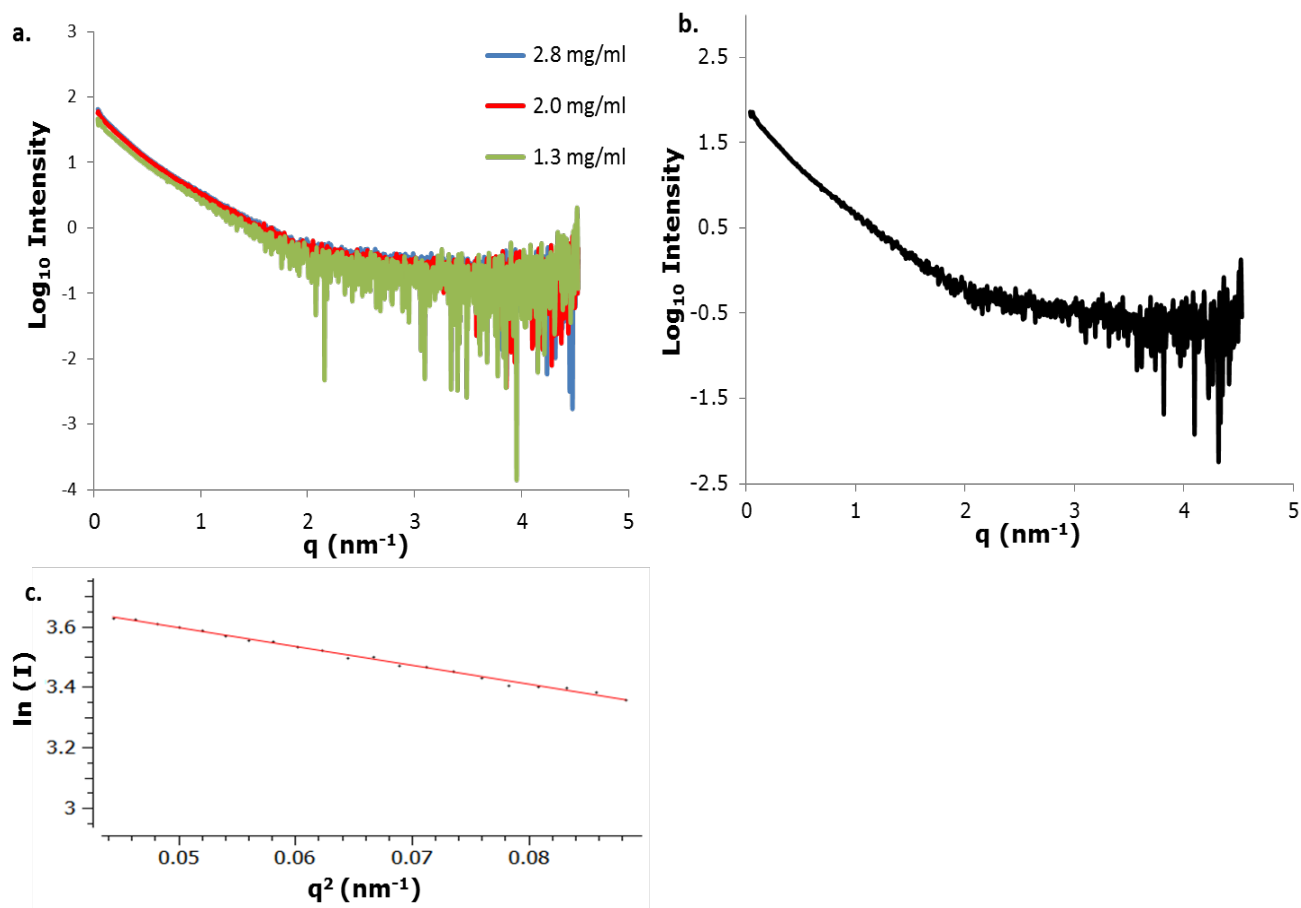 a.
3
2
1
0
-1
-2
-3
-4
Log10 Intensity
2.8 mg/ml
2.0 mg/ml
1.3 mg/ml
0 1 2 3 4 5
q (nm-1)
b.
2.5
1.5
0.5
-0.5
-1.5
-2.5
Log10 Intensity
0 1 2 3 4 5
q (nm-1)
c.
3.6
3.4
3.2
3
ln (I)
0.05 0.06 0.07 0.08
q2 (nm-1)